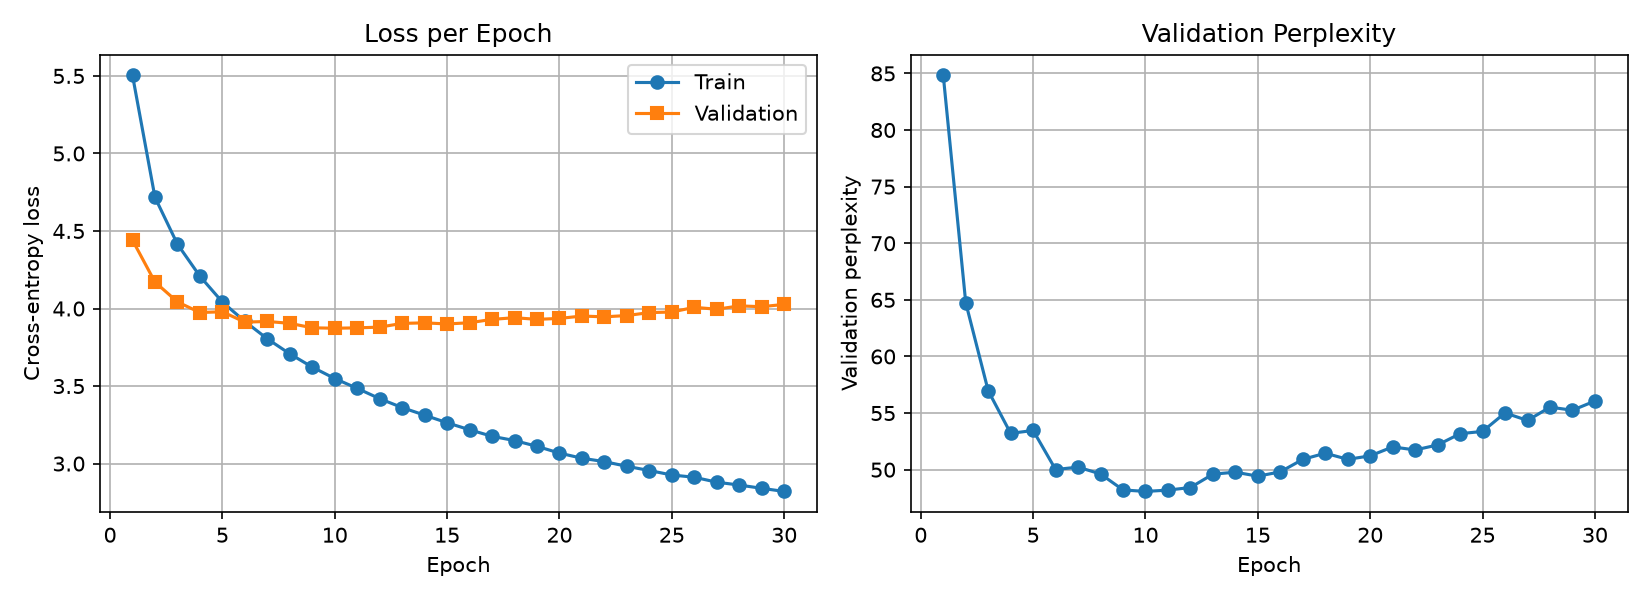 Loss per Epoch
5.5
5.0
4.5
4.0
3.5
3.0
Cross-entropy loss
Train
Validation
0 5 10 15 20 25 30
Epoch
Validation Perplexity
85
80
75
70
65
60
55
50
Validation perplexity
0 5 10 15 20 25 30
Epoch